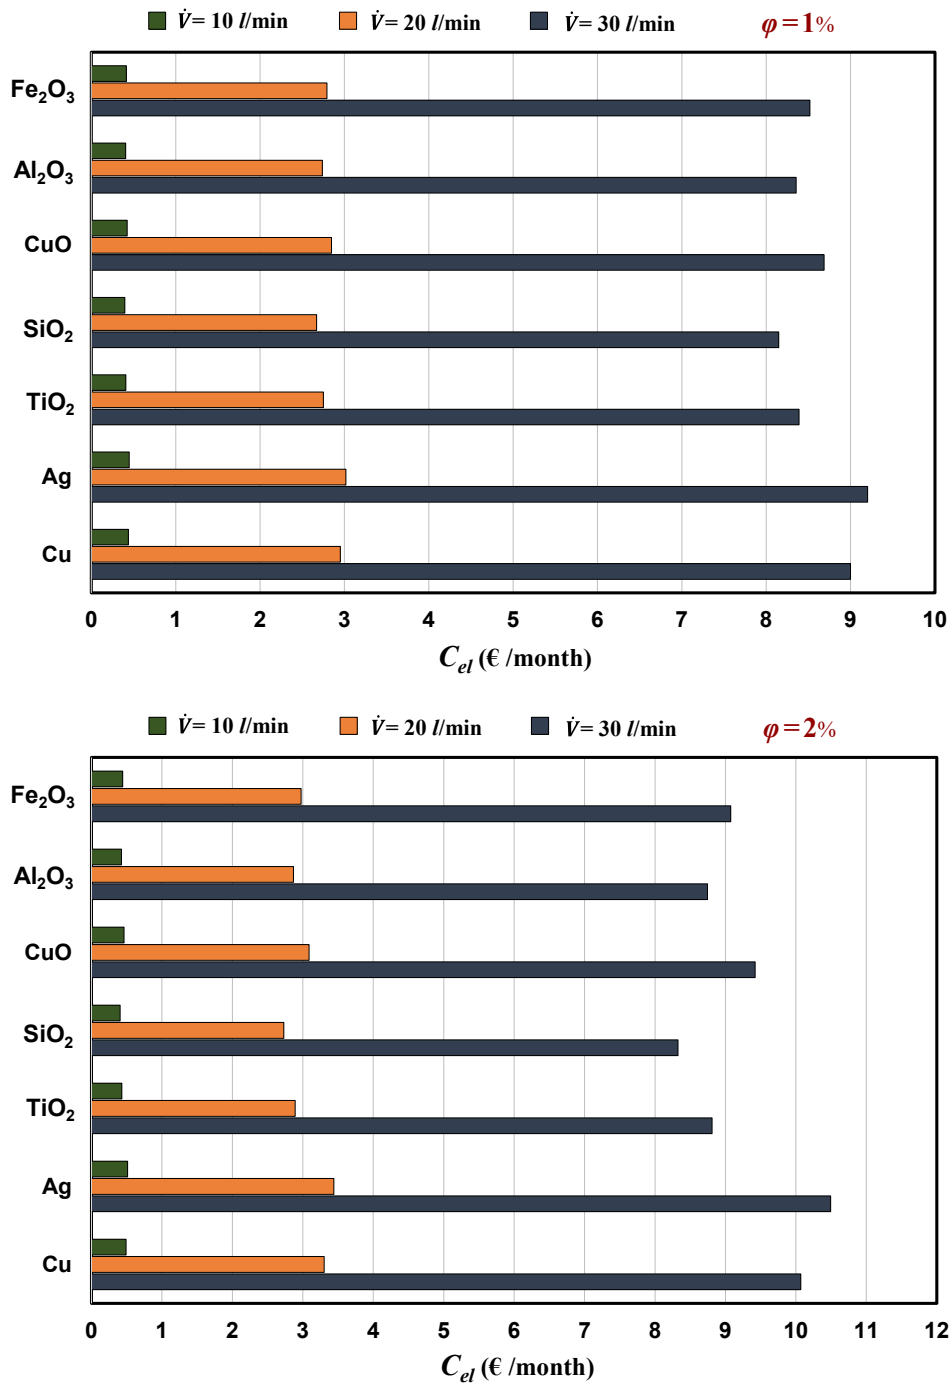 V̇ = 10 l/min V̇ = 20 l/min V̇ = 30 l/min φ = 1%
Fe₂O₃
Al₂O₃
CuO
SiO₂
TiO₂
Ag
Cu
0 1 2 3 4 5 6 7 8 9 10
C_el (€ /month)
V̇ = 10 l/min V̇ = 20 l/min V̇ = 30 l/min φ = 2%
Fe₂O₃
Al₂O₃
CuO
SiO₂
TiO₂
Ag
Cu
0 1 2 3 4 5 6 7 8 9 10 11 12
C_el (€ /month)